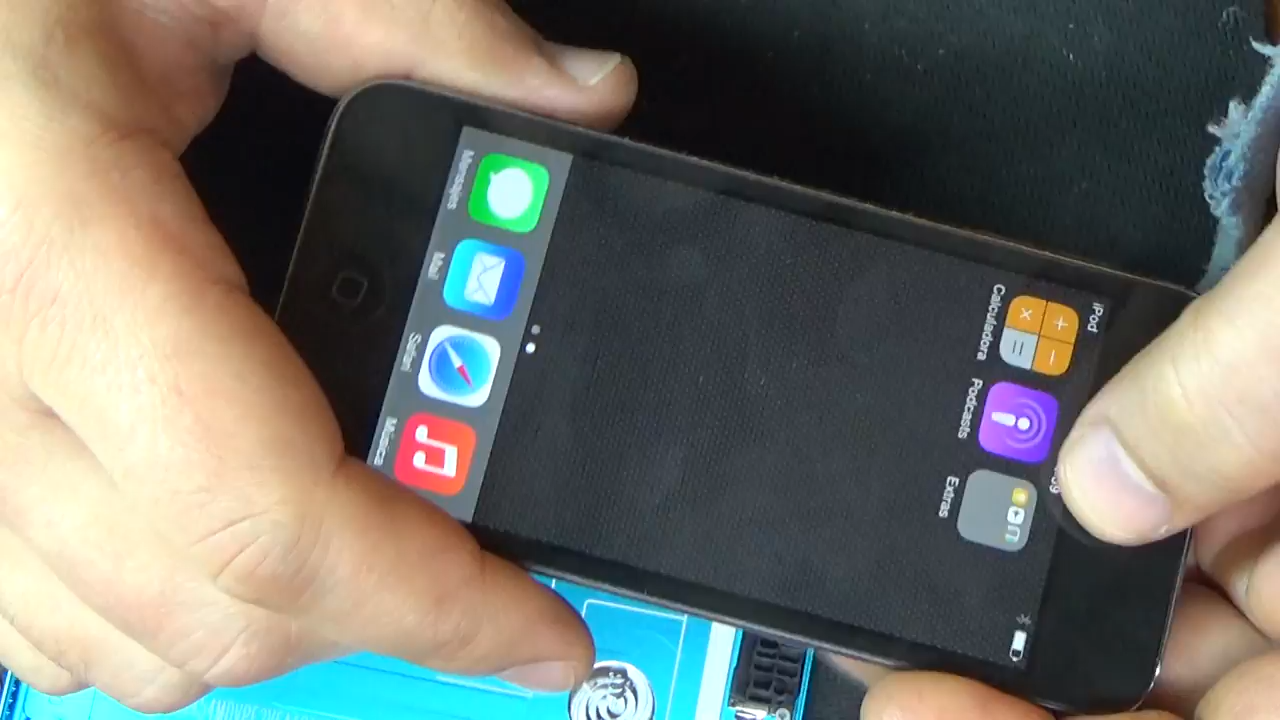 iPod
Calculadora
Podcasts
Extras
Mensajes
Mail
Safari
Música